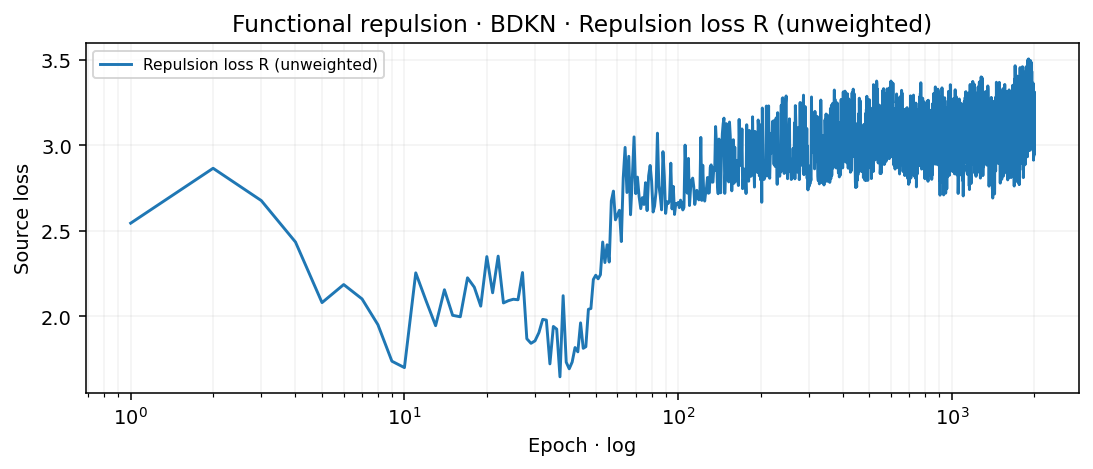 Functional repulsion · BDKN · Repulsion loss R (unweighted)
Repulsion loss R (unweighted)
Source loss
3.5
3.0
2.5
2.0
10⁰
10¹
10²
10³
Epoch · log